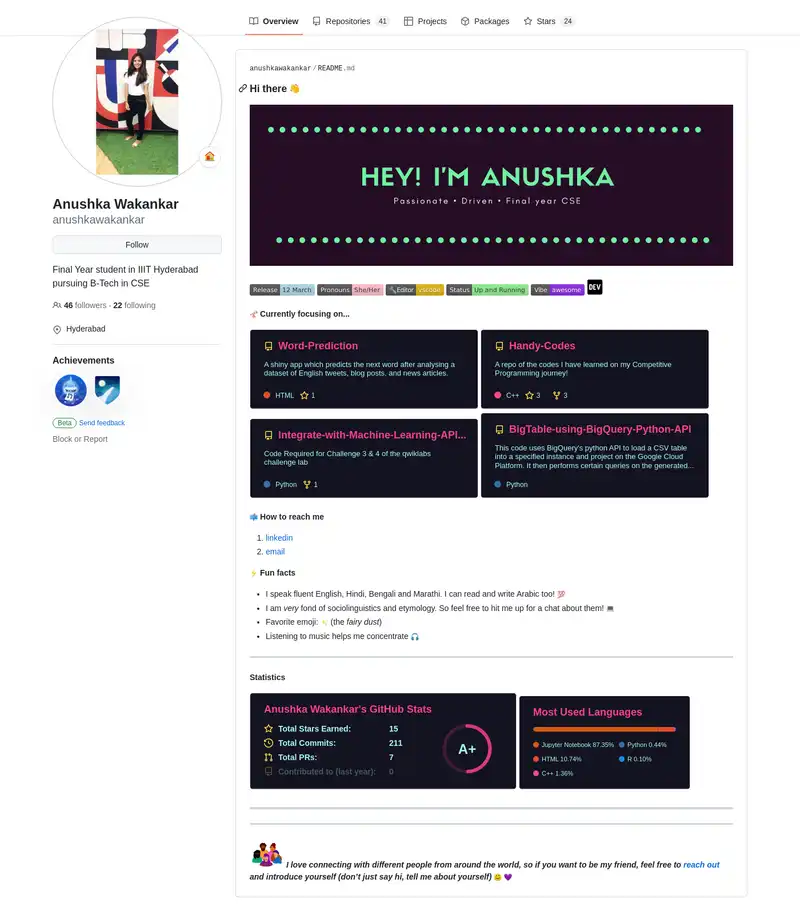 Overview
Repositories 41
Projects
Packages
Stars 24
Anushka Wakankar
anushkawakankar
Follow
Final Year student in IIIT Hyderabad
pursuing B-Tech in CSE
46 followers · 22 following
Hyderabad
Achievements
Beta Send feedback
Block or Report
anushkawakankar / README.md
Hi there 👋
HEY! I'M ANUSHKA
Passionate • Driven • Final year CSE
Release 12 March
Pronouns She/Her
🔧Editor vscode
Status Up and Running
Vibe awesome
DEV
Currently focusing on...
Word-Prediction
A shiny app which predicts the next word after analysing a
dataset of English tweets, blog posts, and news articles.
HTML 1
Handy-Codes
A repo of the codes I have learned on my Competitive
Programming journey!
C++ 3 3
Integrate-with-Machine-Learning-API...
Code Required for Challenge 3 & 4 of the qwiklabs
challenge lab
Python 1
BigTable-using-BigQuery-Python-API
This code uses BigQuery's python API to load a CSV table
into a specified instance and project on the Google Cloud
Platform. It then performs certain queries on the generated...
Python
How to reach me
1. linkedin
2. email
⚡ Fun facts
• I speak fluent English, Hindi, Bengali and Marathi. I can read and write Arabic too! 💯
• I am very fond of sociolinguistics and etymology. So feel free to hit me up for a chat about them! 💻
• Favorite emoji: (the fairy dust)
• Listening to music helps me concentrate 🎧
Statistics
Anushka Wakankar's GitHub Stats
Total Stars Earned: 15
Total Commits: 211
Total PRs: 7
Contributed to (last year): 0
A+
Most Used Languages
Jupyter Notebook 87.35%
Python 0.44%
HTML 10.74%
R 0.10%
C++ 1.36%
I love connecting with different people from around the world, so if you want to be my friend, feel free to reach out
and introduce yourself (don't just say hi, tell me about yourself) 😊 💜